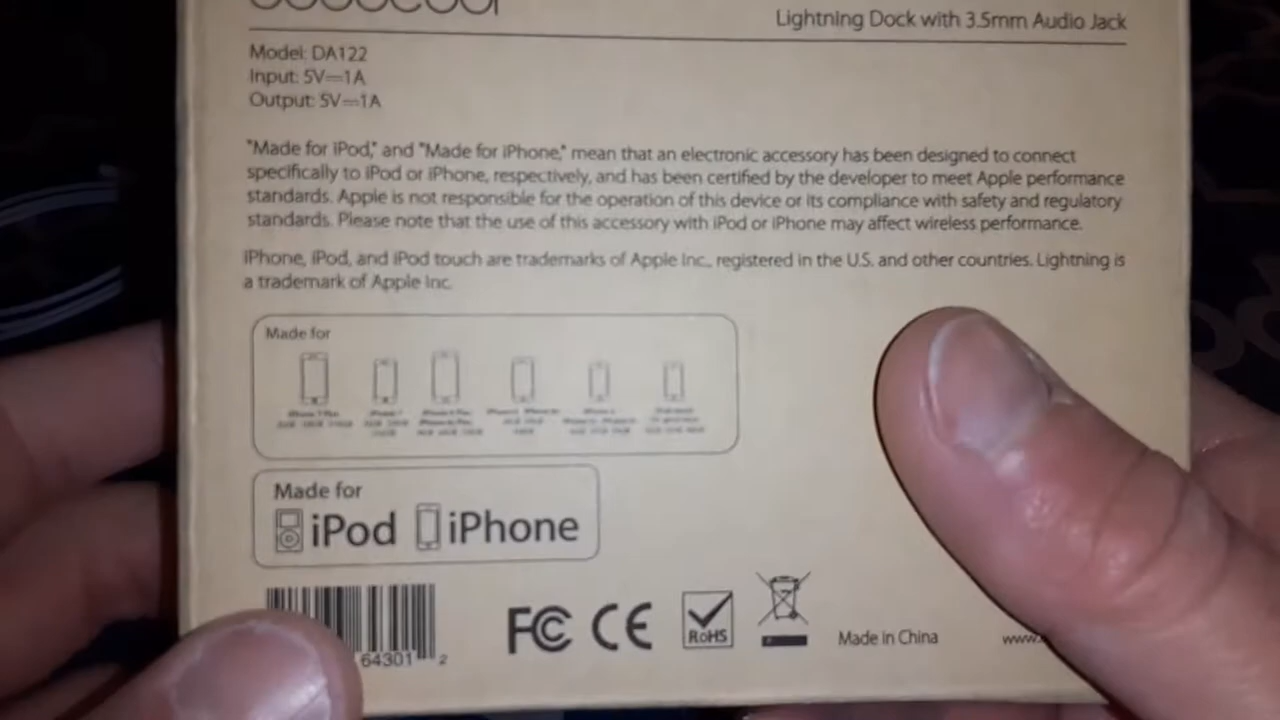 Lightning Dock with 3.5mm Audio Jack
Model: DA122
Input: 5V⎓1A
Output: 5V⎓1A
"Made for iPod," and "Made for iPhone," mean that an electronic accessory has been designed to connect
specifically to iPod or iPhone, respectively, and has been certified by the developer to meet Apple performance
standards. Apple is not responsible for the operation of this device or its compliance with safety and regulatory
standards. Please note that the use of this accessory with iPod or iPhone may affect wireless performance.
iPhone, iPod, and iPod touch are trademarks of Apple Inc., registered in the U.S. and other countries. Lightning is
a trademark of Apple Inc.
Made for
Made for
iPod iPhone
64301 2
FC CE RoHS
Made in China
www.